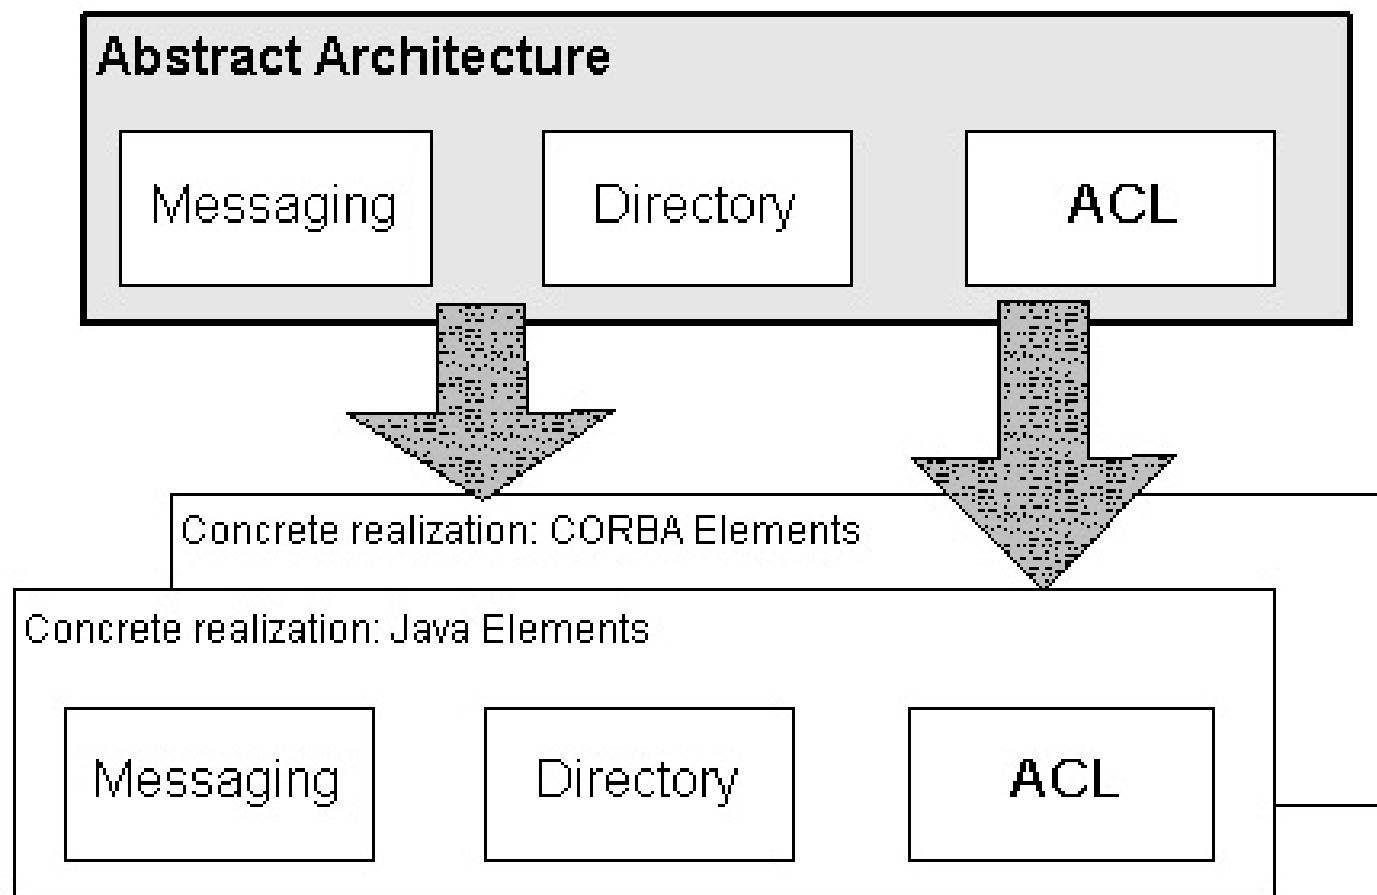 Abstract Architecture
Messaging Directory ACL
Concrete realization: CORBA Elements
Concrete realization: Java Elements
Messaging Directory ACL